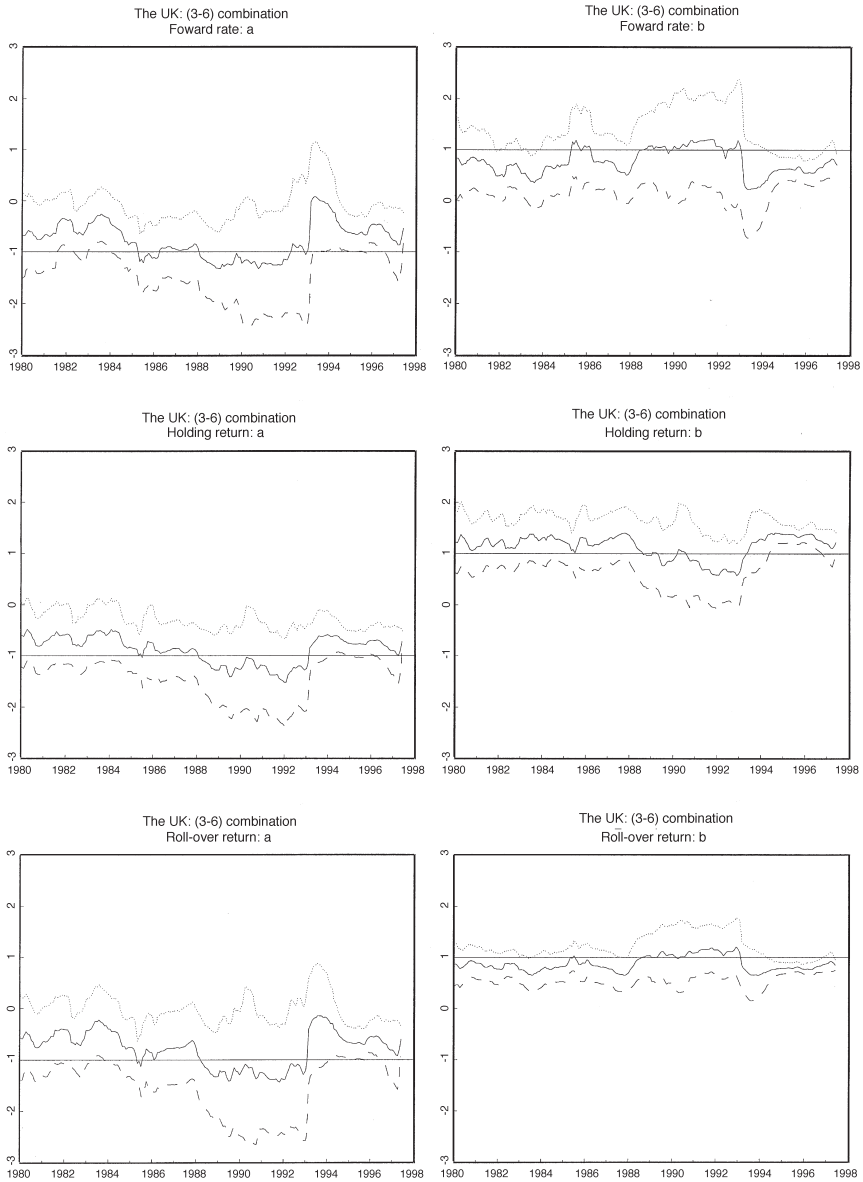 The UK: (3-6) combination
Foward rate: a
3
2
1
0
-1
-2
-3
1980 1982 1984 1986 1988 1990 1992 1994 1996 1998
The UK: (3-6) combination
Foward rate: b
3
2
1
0
-1
-2
-3
1980 1982 1984 1986 1988 1990 1992 1994 1996 1998
The UK: (3-6) combination
Holding return: a
3
2
1
0
-1
-2
-3
1980 1982 1984 1986 1988 1990 1992 1994 1996 1998
The UK: (3-6) combination
Holding return: b
3
2
1
0
-1
-2
-3
1980 1982 1984 1986 1988 1990 1992 1994 1996 1998
The UK: (3-6) combination
Roll-over return: a
3
2
1
0
-1
-2
-3
1980 1982 1984 1986 1988 1990 1992 1994 1996 1998
The UK: (3-6) combination
Roll-over return: b
3
2
1
0
-1
-2
-3
1980 1982 1984 1986 1988 1990 1992 1994 1996 1998